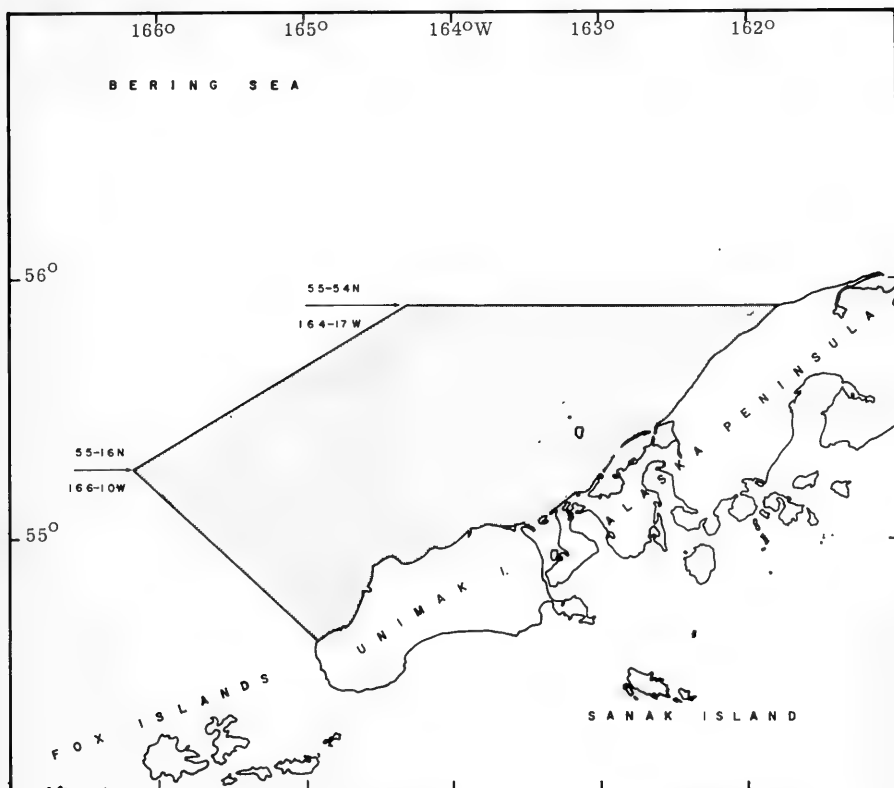 166° 165° 164°W 163° 162°
BERING SEA
56°
55-54N
164-17W
55-16N
166-10W
55°
ALASKA PENINSULA
UNIMAK I.
FOX ISLANDS
SANAK ISLAND